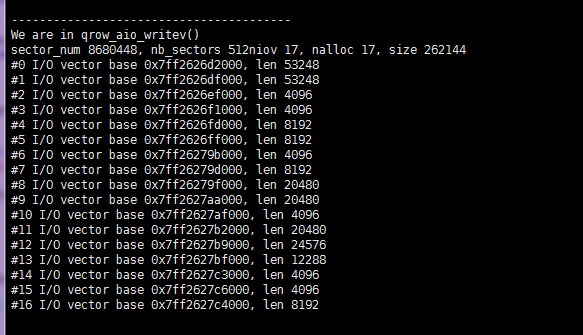 ----------------------------------------
We are in qrow_aio_writev()
sector_num 8680448, nb_sectors 512niov 17, nalloc 17, size 262144
#0 I/O vector base 0x7ff2626d2000, len 53248
#1 I/O vector base 0x7ff2626df000, len 53248
#2 I/O vector base 0x7ff2626ef000, len 4096
#3 I/O vector base 0x7ff2626f1000, len 4096
#4 I/O vector base 0x7ff2626fd000, len 8192
#5 I/O vector base 0x7ff2626ff000, len 8192
#6 I/O vector base 0x7ff26279b000, len 4096
#7 I/O vector base 0x7ff26279d000, len 8192
#8 I/O vector base 0x7ff26279f000, len 20480
#9 I/O vector base 0x7ff2627aa000, len 20480
#10 I/O vector base 0x7ff2627af000, len 4096
#11 I/O vector base 0x7ff2627b2000, len 20480
#12 I/O vector base 0x7ff2627b9000, len 24576
#13 I/O vector base 0x7ff2627bf000, len 12288
#14 I/O vector base 0x7ff2627c3000, len 4096
#15 I/O vector base 0x7ff2627c6000, len 4096
#16 I/O vector base 0x7ff2627c4000, len 8192